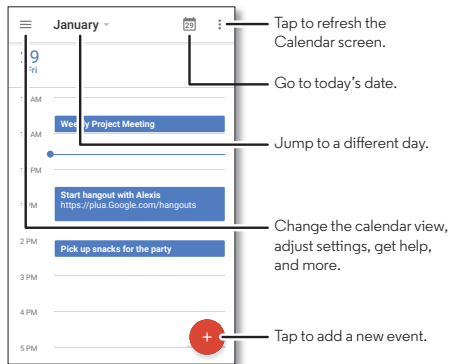 January
29
Tap to refresh the
Calendar screen.
9
Fri
Go to today's date.
AM
Weekly Project Meeting
AM
Jump to a different day.
PM
Start hangout with Alexis
https://plua.Google.com/hangouts
PM
Change the calendar view,
adjust settings, get help,
and more.
2 PM
Pick up snacks for the party
3 PM
4 PM
+
Tap to add a new event.
5 PM